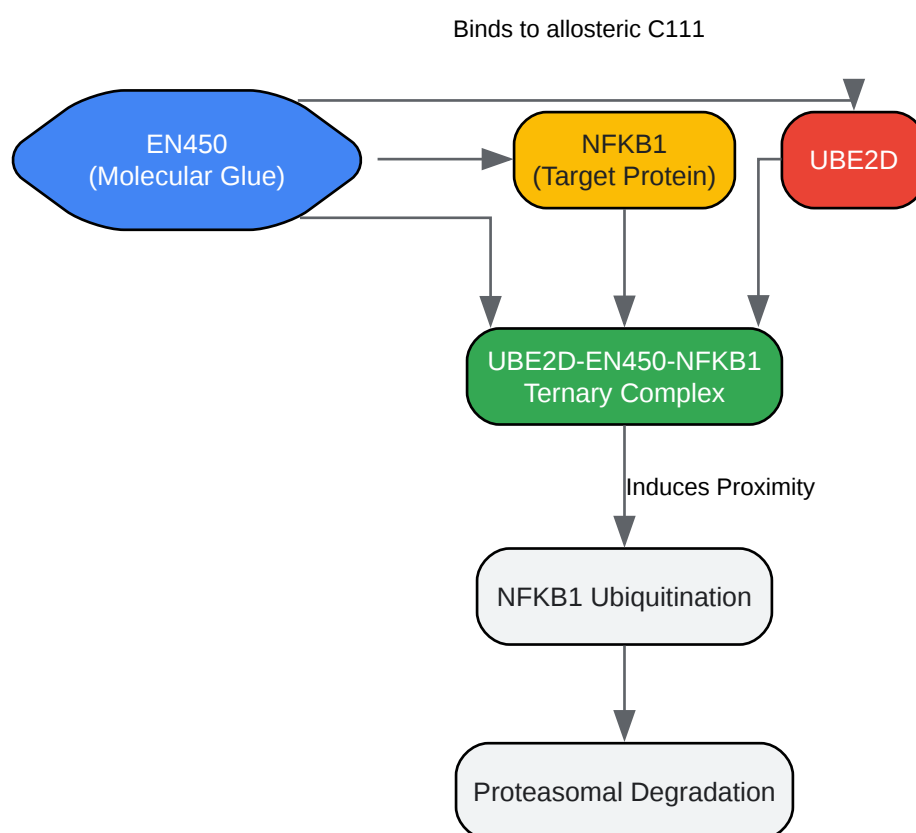 Binds to allosteric C111
EN450
(Molecular Glue)
NFKB1
(Target Protein)
UBE2D
UBE2D-EN450-NFKB1
Ternary Complex
Induces Proximity
NFKB1 Ubiquitination
Proteasomal Degradation